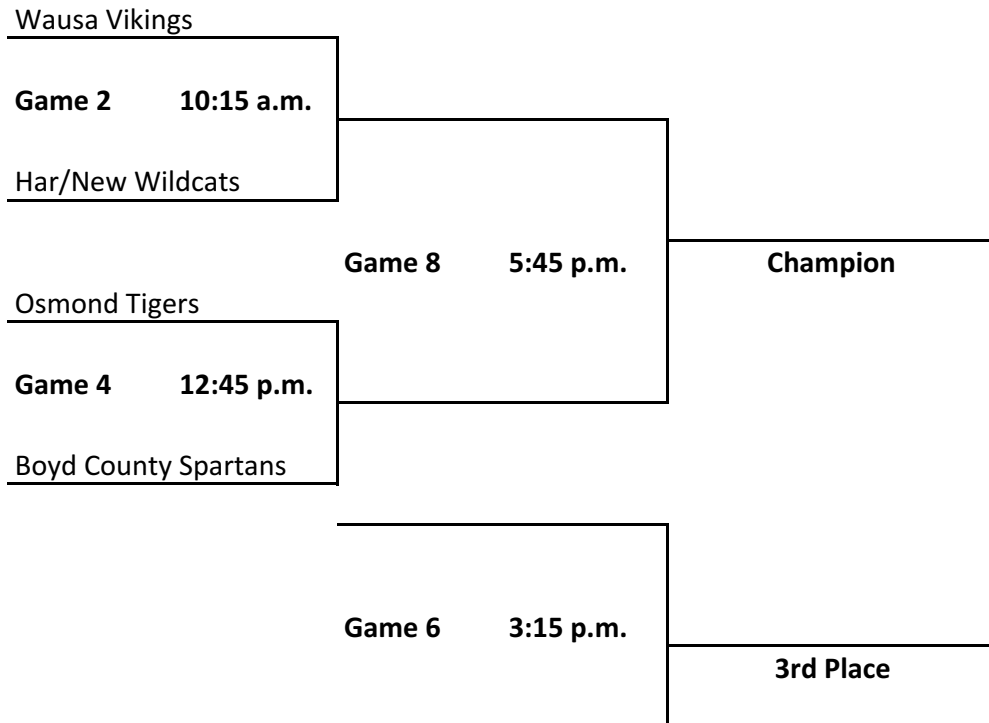 Wausa Vikings
Game 2 10:15 a.m.
Har/New Wildcats
Game 8 5:45 p.m.
Champion
Osmond Tigers
Game 4 12:45 p.m.
Boyd County Spartans
Game 6 3:15 p.m.
3rd Place